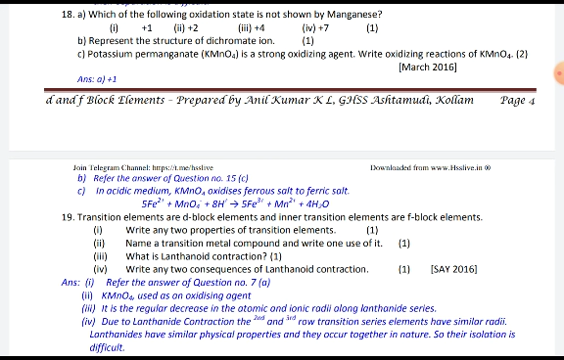 18. a) Which of the following oxidation state is not shown by Manganese?
(i) +1 (ii) +2 (iii) +4 (iv) +7 (1)
b) Represent the structure of dichromate ion. (1)
c) Potassium permanganate (KMnO₄) is a strong oxidizing agent. Write oxidizing reactions of KMnO₄. (2)
[March 2016]
Ans: a) +1
d and f Block Elements - Prepared by Anil Kumar K L, GHSS Ashtamudi, Kollam Page 4
Join Telegram Channel: https://t.me/hsslive Downloaded from www.Hsslive.in ®
b) Refer the answer of Question no. 15 (c)
c) In acidic medium, KMnO₄ oxidises ferrous salt to ferric salt.
5Fe²⁺ + MnO₄⁻ + 8H⁺ → 5Fe³⁺ + Mn²⁺ + 4H₂O
19. Transition elements are d-block elements and inner transition elements are f-block elements.
(i) Write any two properties of transition elements. (1)
(ii) Name a transition metal compound and write one use of it. (1)
(iii) What is Lanthanoid contraction? (1)
(iv) Write any two consequences of Lanthanoid contraction. (1) [SAY 2016]
Ans: (i) Refer the answer of Question no. 7 (a)
(ii) KMnO₄, used as an oxidising agent
(iii) It is the regular decrease in the atomic and ionic radii along lanthanide series.
(iv) Due to Lanthanide Contraction the 2nd and 3rd row transition series elements have similar radii.
Lanthanides have similar physical properties and they occur together in nature. So their isolation is
difficult.